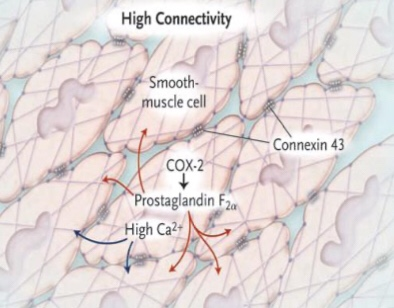 High Connectivity
Smooth-
muscle cell
Connexin 43
COX-2
Prostaglandin F2α
High Ca2+